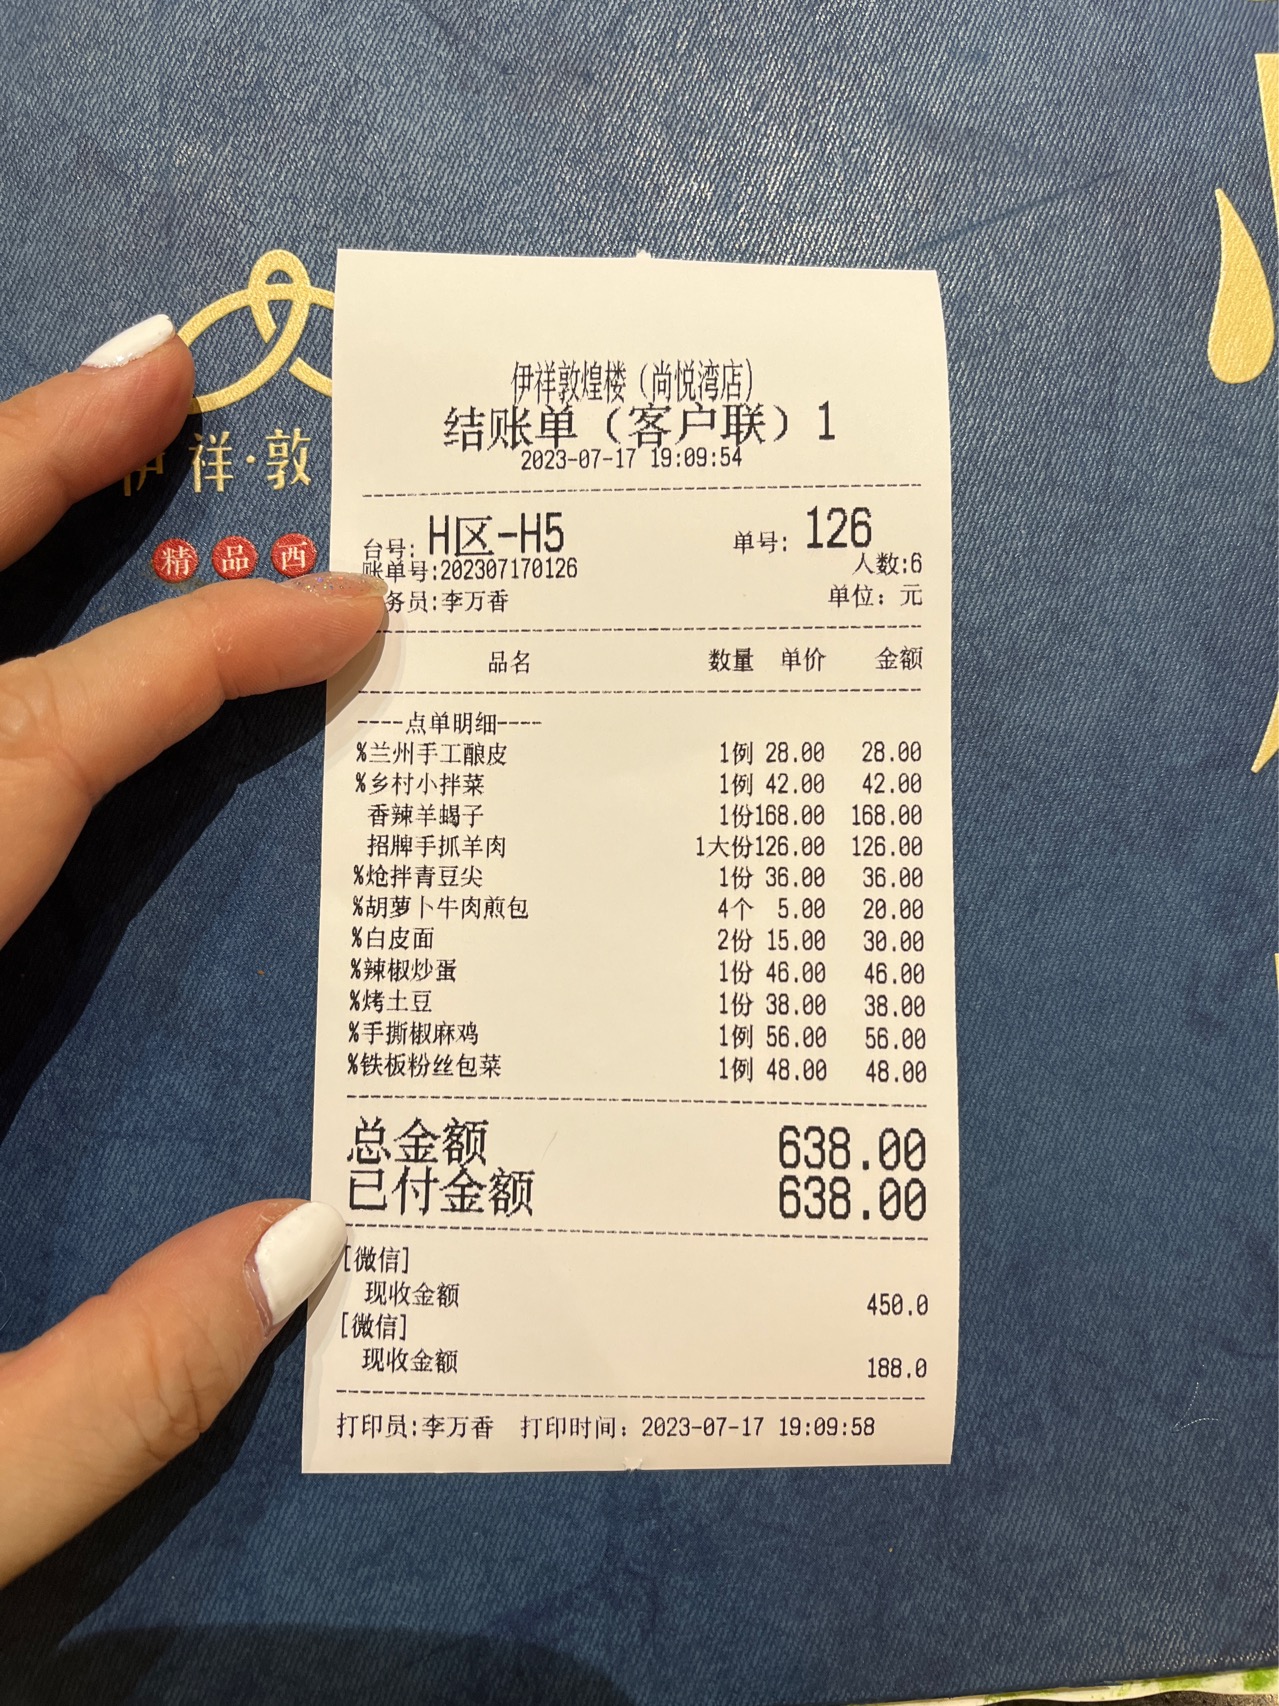 伊祥敦煌楼（尚悦湾店）
结账单（客户联）1
2023-07-17 19:09:54
台号: H区-H5 单号: 126
账单号:202307170126 人数:6
务员:李万香 单位: 元
品名 数量 单价 金额
----点单明细----
%兰州手工酿皮 1例 28.00 28.00
%乡村小拌菜 1例 42.00 42.00
香辣羊蝎子 1份168.00 168.00
招牌手抓羊肉 1大份126.00 126.00
%炝拌青豆尖 1份 36.00 36.00
%胡萝卜牛肉煎包 4个 5.00 20.00
%白皮面 2份 15.00 30.00
%辣椒炒蛋 1份 46.00 46.00
%烤土豆 1份 38.00 38.00
%手撕椒麻鸡 1例 56.00 56.00
%铁板粉丝包菜 1例 48.00 48.00
总金额 638.00
已付金额 638.00
[微信]
现收金额 450.0
[微信]
现收金额 188.0
打印员:李万香 打印时间: 2023-07-17 19:09:58
伊祥·敦
精品西